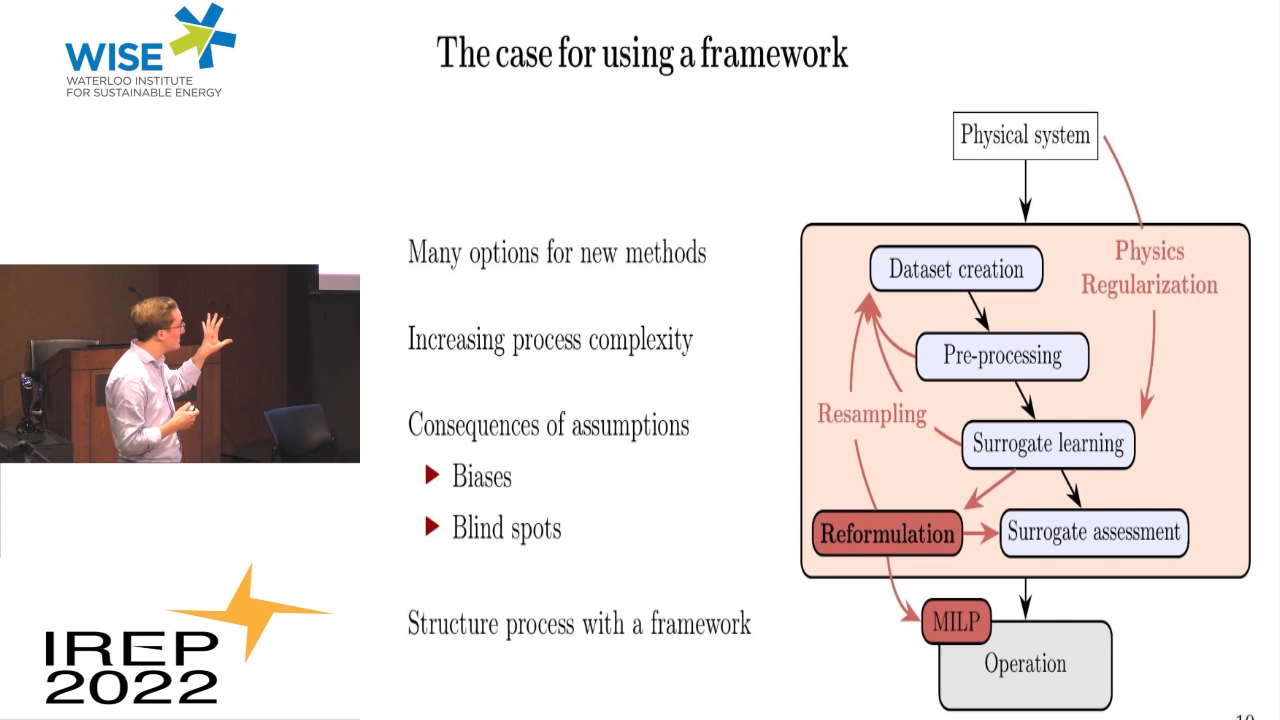 WISE
WATERLOO INSTITUTE
FOR SUSTAINABLE ENERGY
The case for using a framework
Many options for new methods
Increasing process complexity
Consequences of assumptions
Biases
Blind spots
Structure process with a framework
Physical system
Physics
Regularization
Dataset creation
Pre-processing
Resampling
Surrogate learning
Reformulation
Surrogate assessment
MILP
Operation
IREP
2022